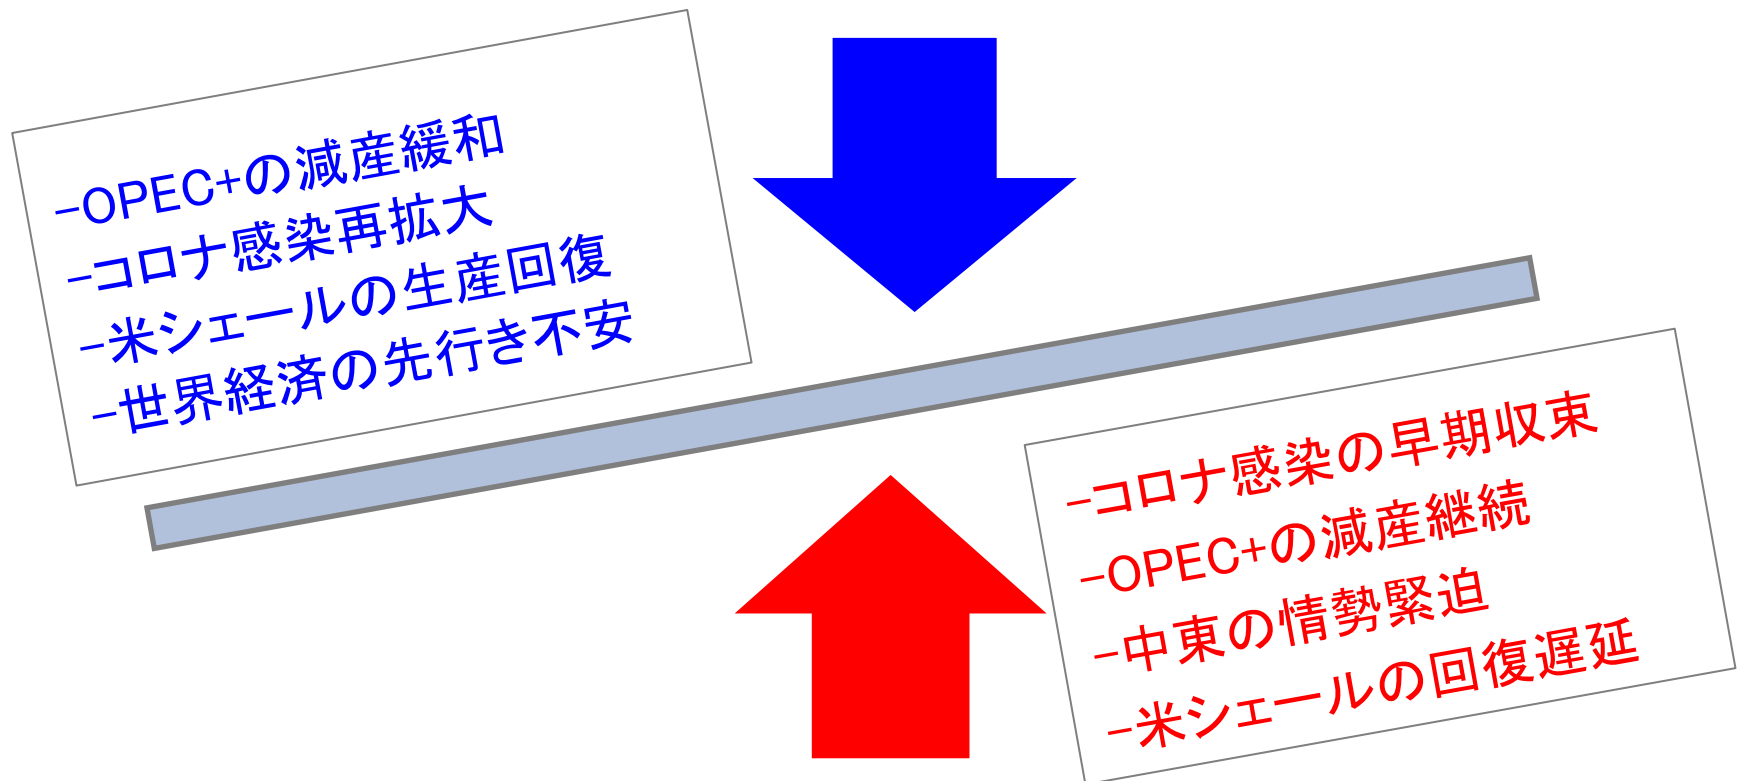 -OPEC+の減産緩和
-コロナ感染再拡大
-米シェールの生産回復
-世界経済の先行き不安
-コロナ感染の早期収束
-OPEC+の減産継続
-中東の情勢緊迫
-米シェールの回復遅延